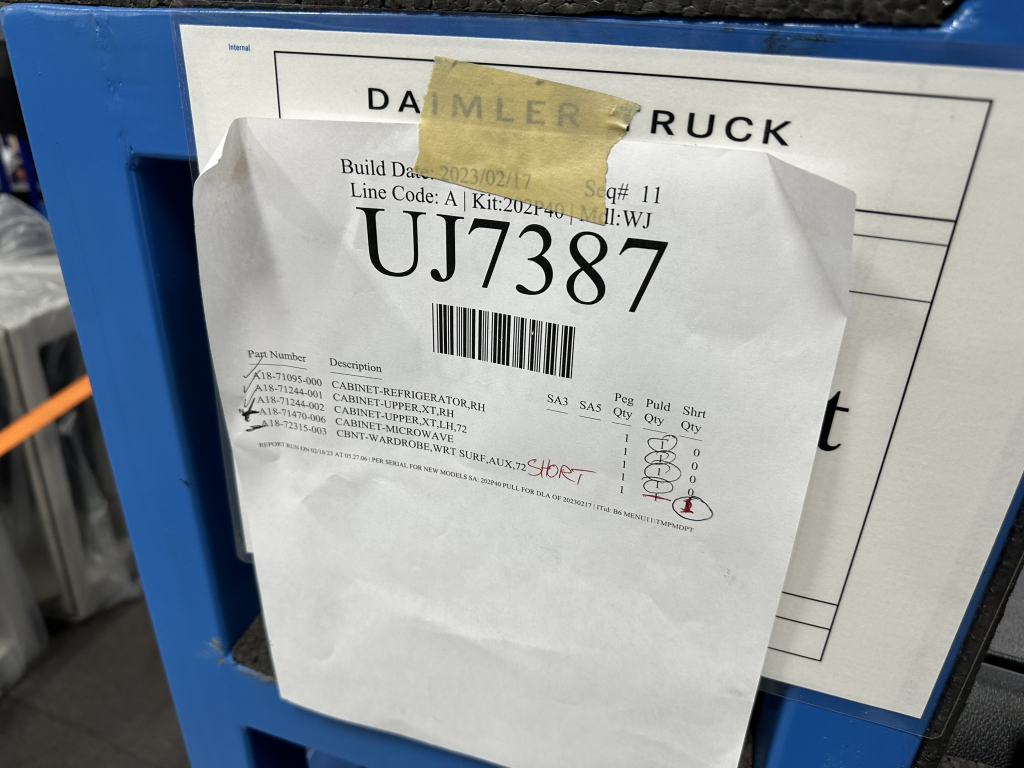 Internal
DAIMLER TRUCK
Build Date: 2023/02/17 Seq# 11
Line Code: A | Kit:202P40 | Mdl:WJ
UJ7387
Part Number Description SA3 SA5 Peg Qty Puld Qty Shrt Qty
A18-71095-000 CABINET-REFRIGERATOR,RH 1 1 0
A18-71244-001 CABINET-UPPER,XT,RH 1 1 0
A18-71244-002 CABINET-UPPER,XT,LH,72 1 1 0
A18-71470-006 CABINET-MICROWAVE 1 1 0
A18-72315-003 CBNT-WARDROBE,WRT SURF,AUX,72 SHORT 1 1
REPORT RUN ON 02/18/23 AT 05.27.06 | PER SERIAL FOR NEW MODELS SA: 202P40 PULL FOR DLA OF 20230217 | ITid: B6 MENU11\TMPMDPT
t